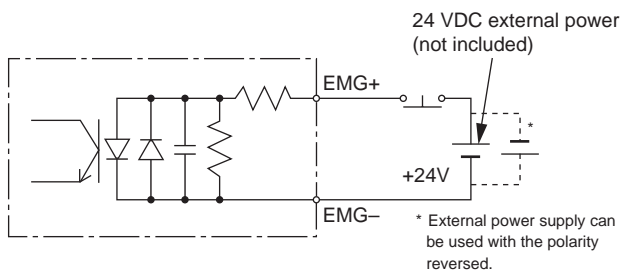 24 VDC external power
(not included)
EMG+
*
+24V
EMG–
* External power supply can
be used with the polarity
reversed.